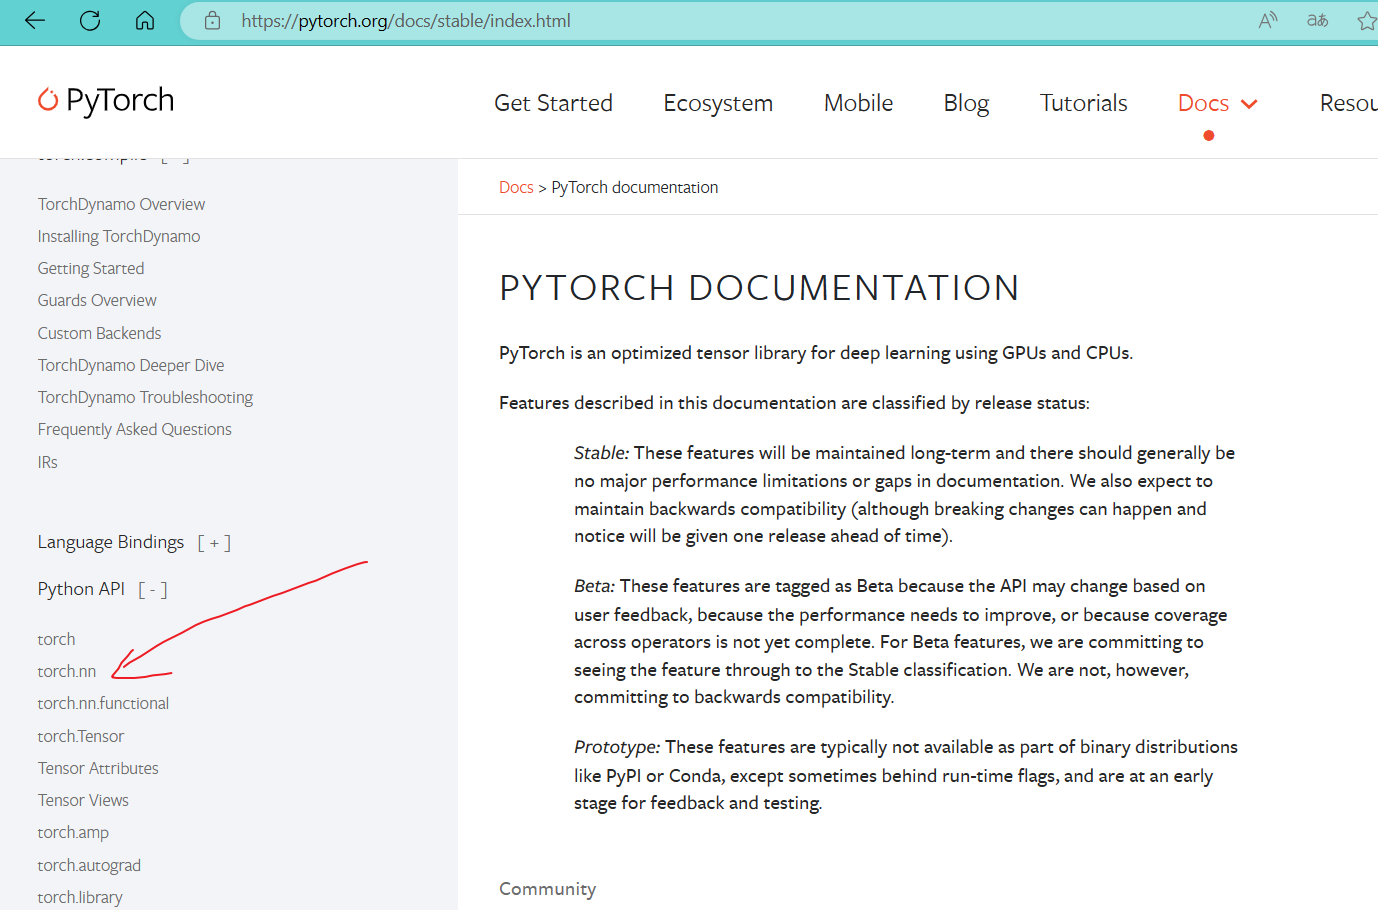 https://pytorch.org/docs/stable/index.html
PyTorch
Get Started
Ecosystem
Mobile
Blog
Tutorials
Docs
TorchDynamo Overview
Installing TorchDynamo
Getting Started
Guards Overview
Custom Backends
TorchDynamo Deeper Dive
TorchDynamo Troubleshooting
Frequently Asked Questions
IRs
Language Bindings [ + ]
Python API [ - ]
torch
torch.nn
torch.nn.functional
torch.Tensor
Tensor Attributes
Tensor Views
torch.amp
torch.autograd
torch.library
Docs > PyTorch documentation
PYTORCH DOCUMENTATION
PyTorch is an optimized tensor library for deep learning using GPUs and CPUs.
Features described in this documentation are classified by release status:
Stable: These features will be maintained long-term and there should generally be
no major performance limitations or gaps in documentation. We also expect to
maintain backwards compatibility (although breaking changes can happen and
notice will be given one release ahead of time).
Beta: These features are tagged as Beta because the API may change based on
user feedback, because the performance needs to improve, or because coverage
across operators is not yet complete. For Beta features, we are committing to
seeing the feature through to the Stable classification. We are not, however,
committing to backwards compatibility.
Prototype: These features are typically not available as part of binary distributions
like PyPI or Conda, except sometimes behind run-time flags, and are at an early
stage for feedback and testing.
Community